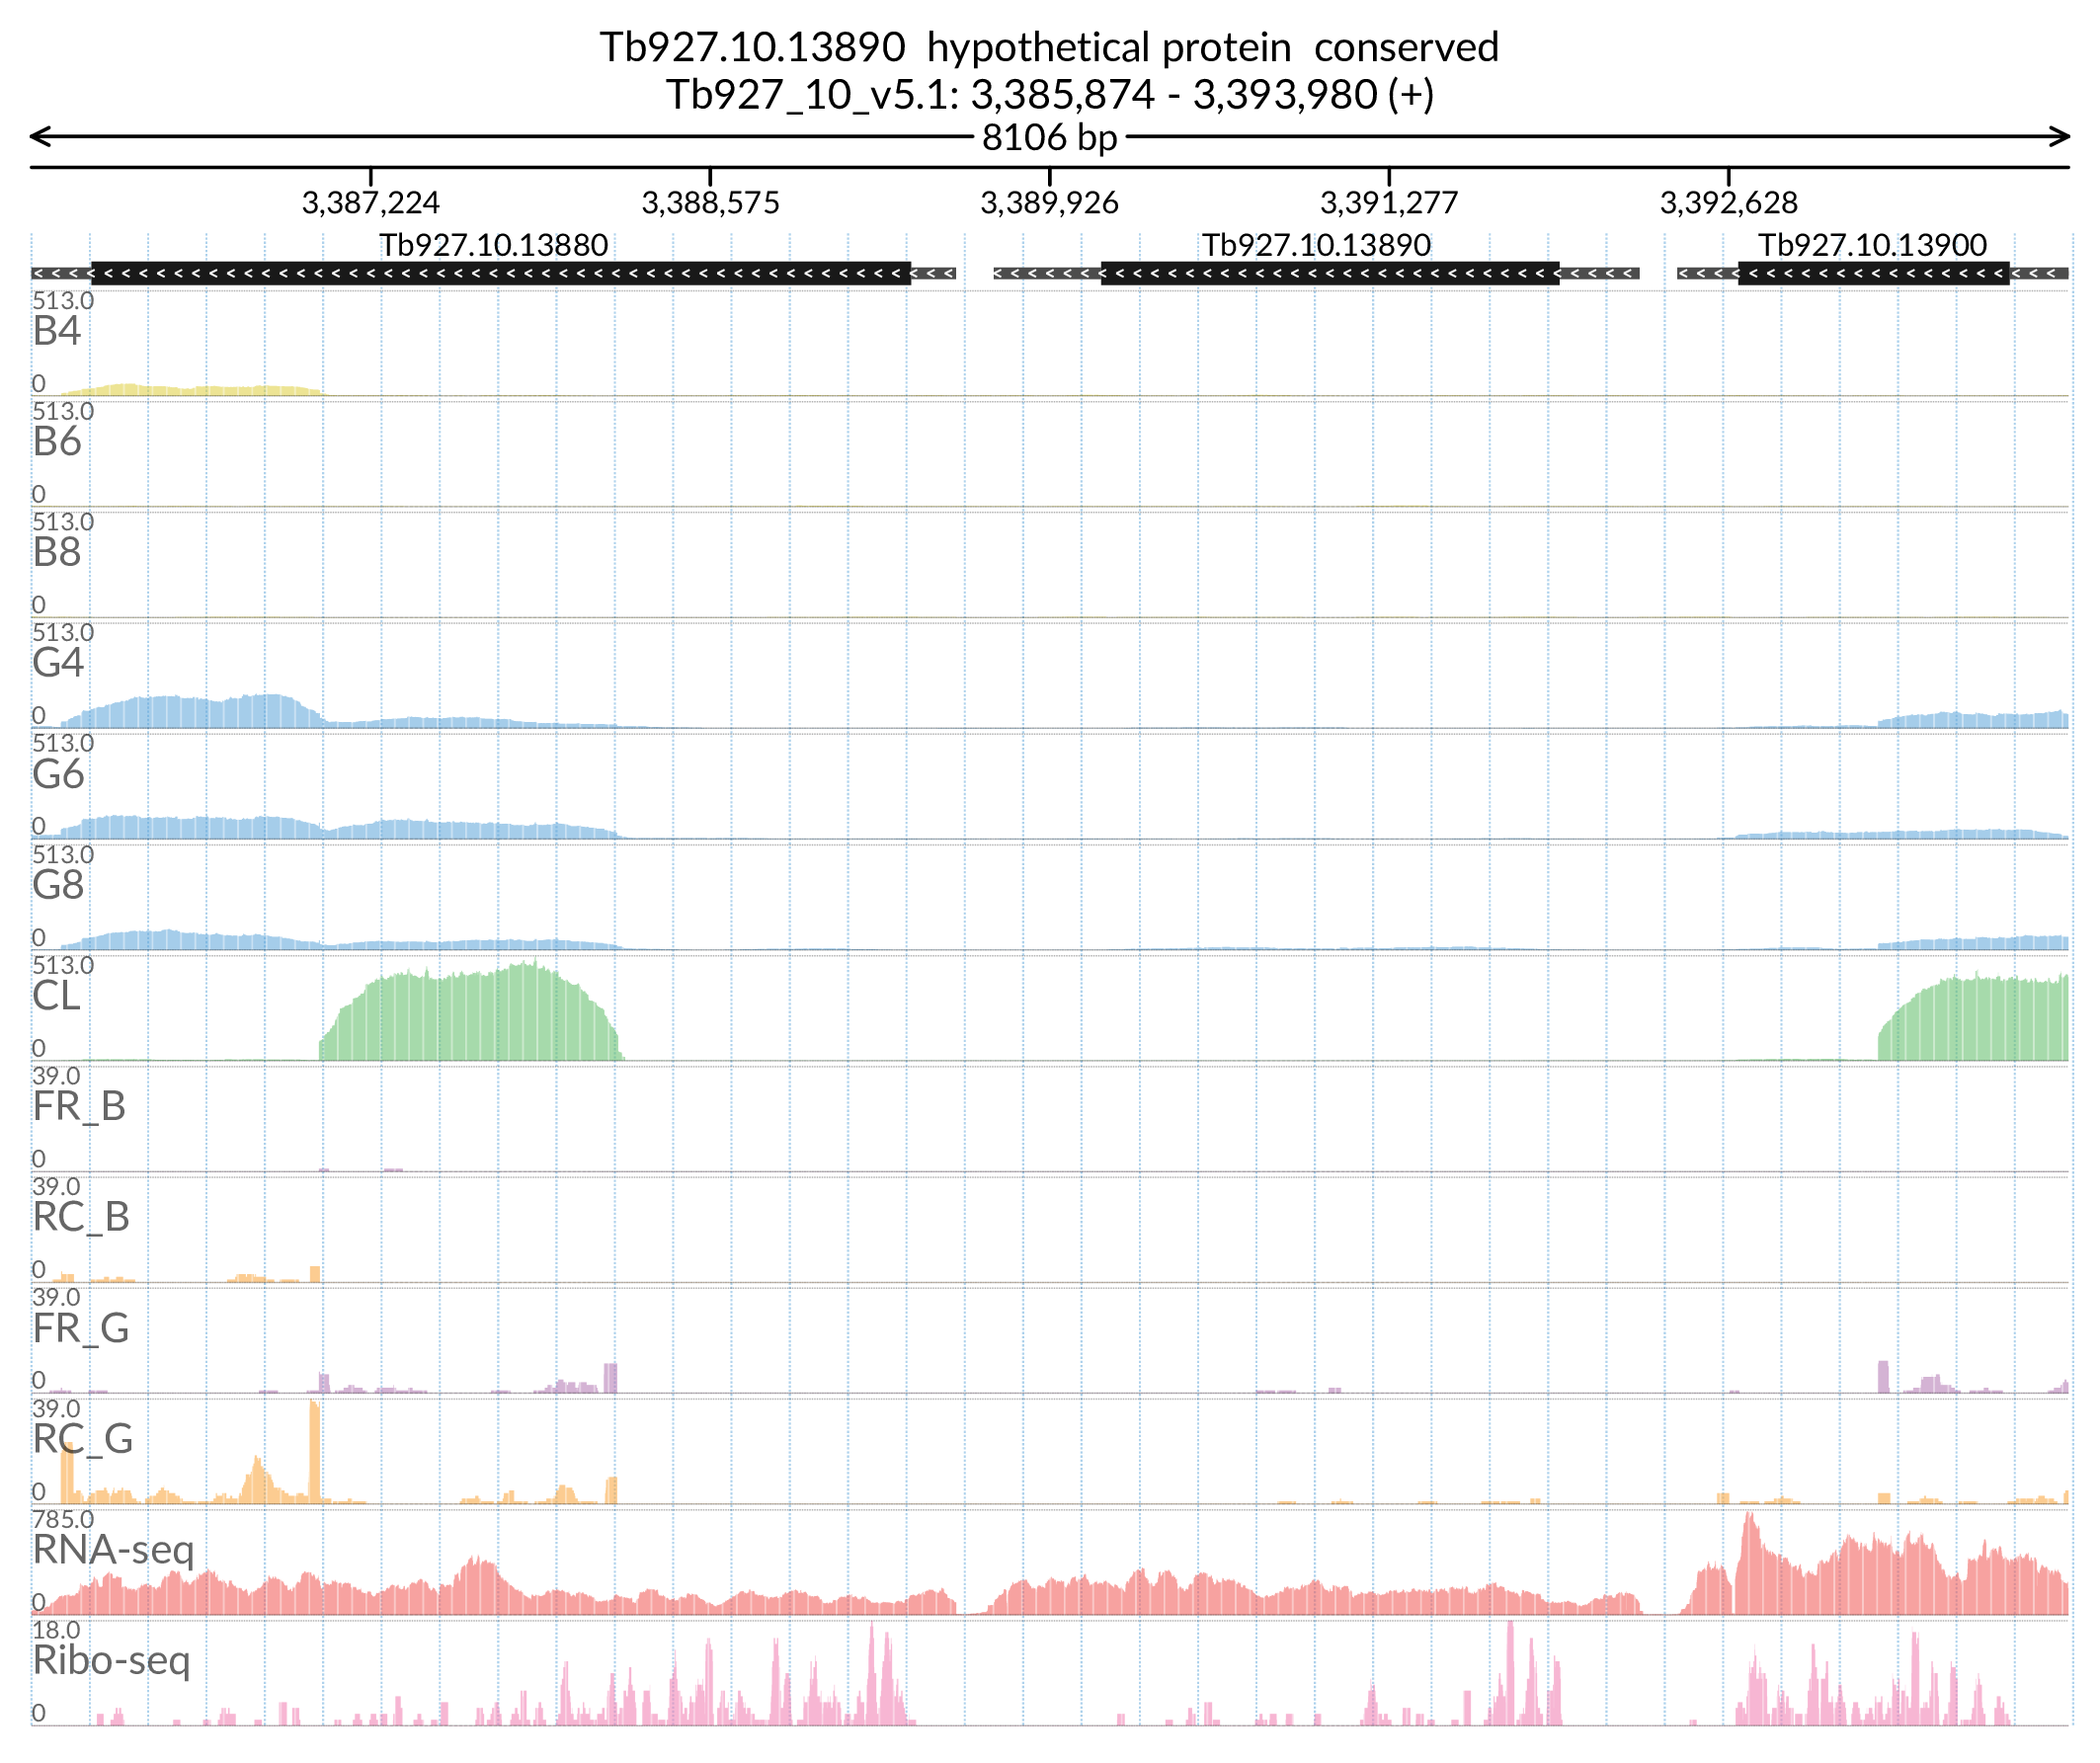 Tb927.10.13890  hypothetical protein  conserved
Tb927_10_v5.1: 3,385,874 - 3,393,980 (+)
8106 bp
3,387,224 3,388,575 3,389,926 3,391,277 3,392,628
Tb927.10.13880 Tb927.10.13890 Tb927.10.13900
513.0
B4
0
513.0
B6
0
513.0
B8
0
513.0
G4
0
513.0
G6
0
513.0
G8
0
513.0
CL
0
39.0
FR_B
0
39.0
RC_B
0
39.0
FR_G
0
39.0
RC_G
0
785.0
RNA-seq
0
18.0
Ribo-seq
0